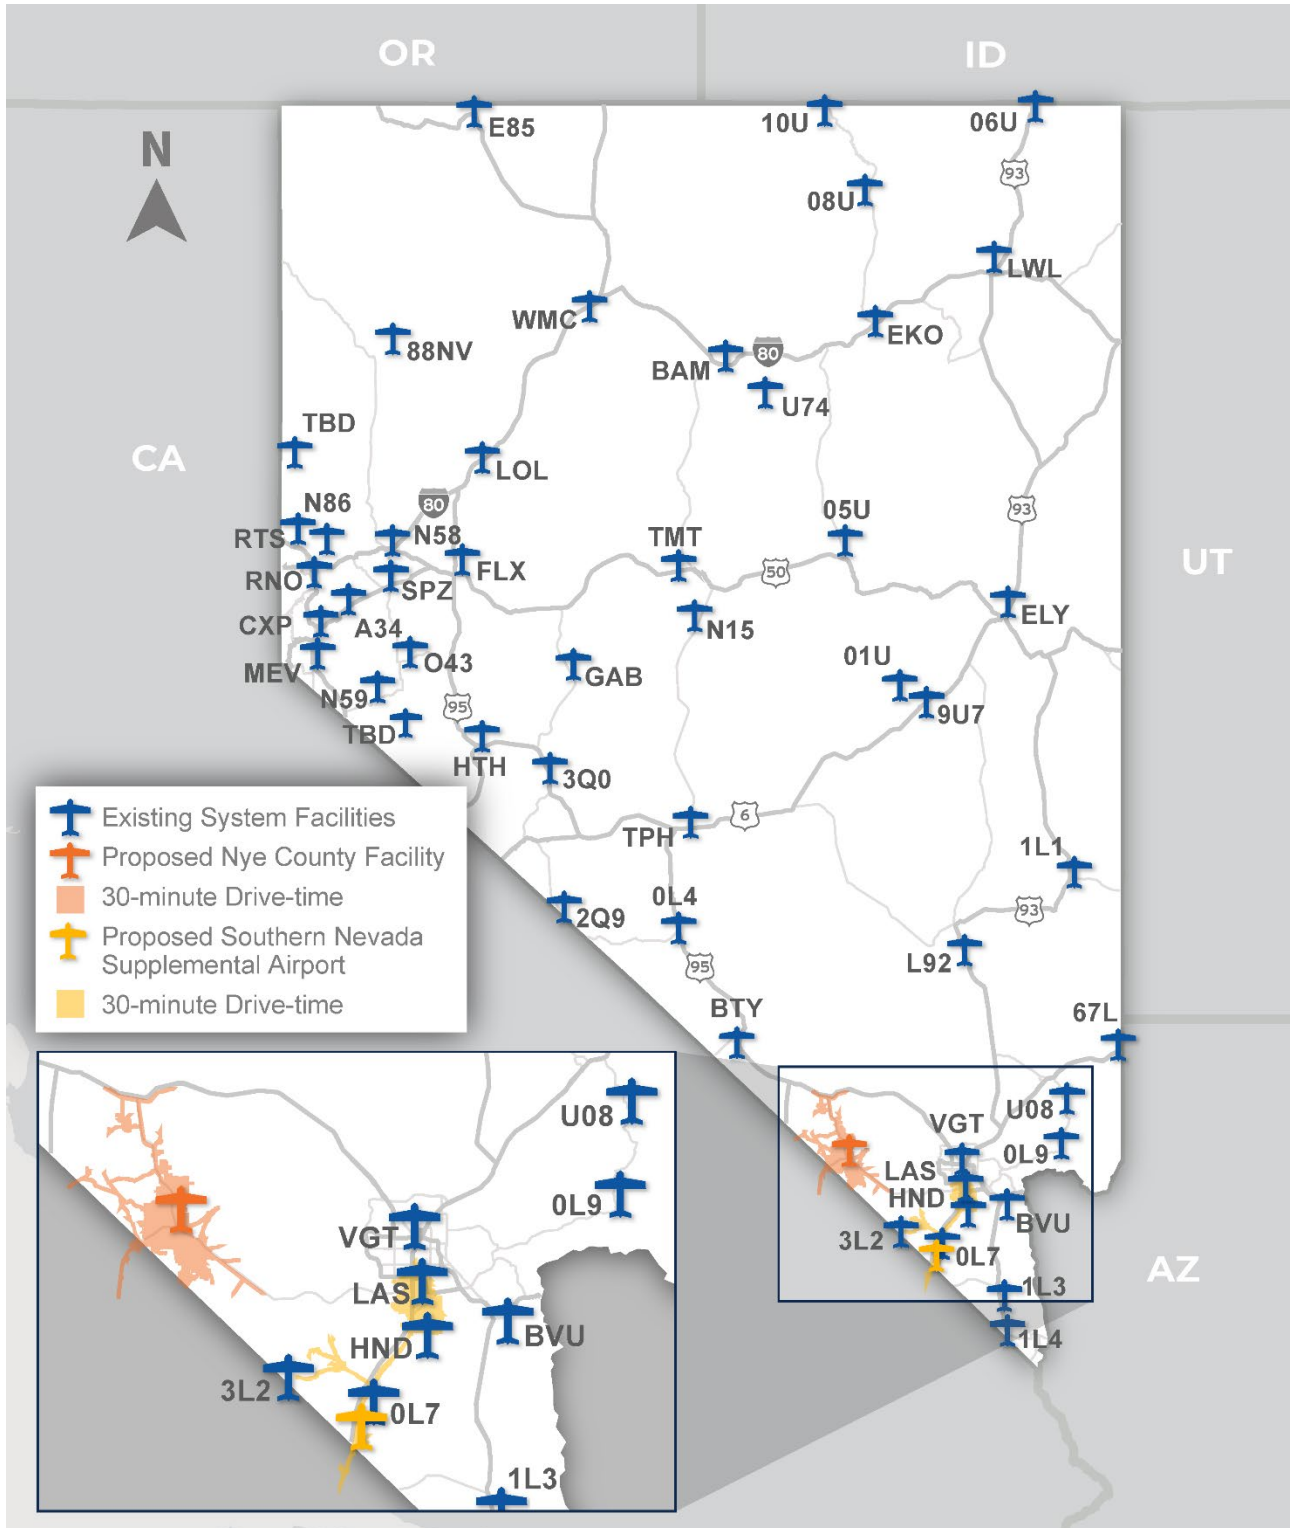 OR
ID
N
E85
10U
06U
93
08U
LWL
WMC
88NV
EKO
BAM
80
U74
TBD
CA
LOL
80
N86
93
05U
RTS
N58
TMT
UT
RNO
FLX
50
SPZ
ELY
CXP
A34
N15
MEV
O43
GAB
01U
N59
95
9U7
TBD
HTH
3Q0
TPH
6
1L1
0L4
93
2Q9
L92
95
BTY
67L
Existing System Facilities
Proposed Nye County Facility
30-minute Drive-time
Proposed Southern Nevada
Supplemental Airport
30-minute Drive-time
U08
VGT
0L9
LAS
HND
BVU
3L2
0L7
1L3
1L4
AZ
U08
0L9
VGT
LAS
HND
BVU
3L2
0L7
1L3